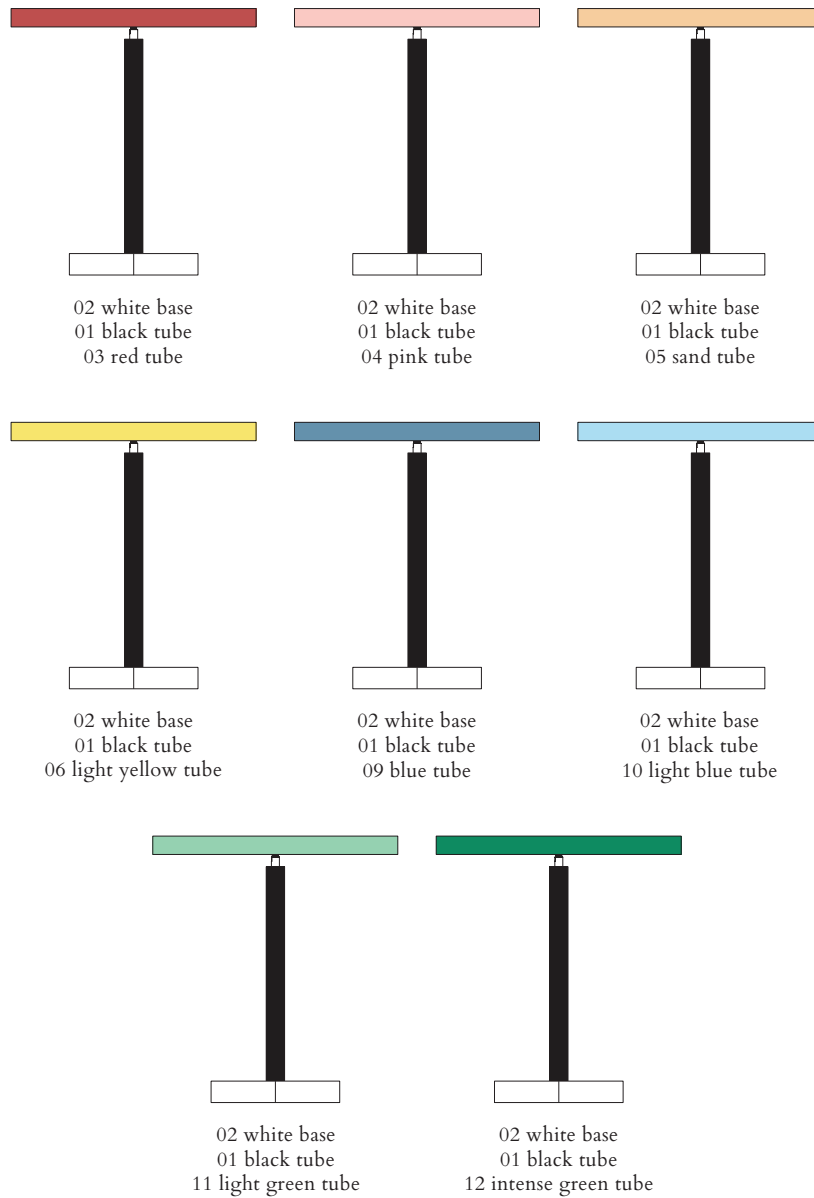 02 white base
01 black tube
03 red tube
02 white base
01 black tube
04 pink tube
02 white base
01 black tube
05 sand tube
02 white base
01 black tube
06 light yellow tube
02 white base
01 black tube
09 blue tube
02 white base
01 black tube
10 light blue tube
02 white base
01 black tube
11 light green tube
02 white base
01 black tube
12 intense green tube